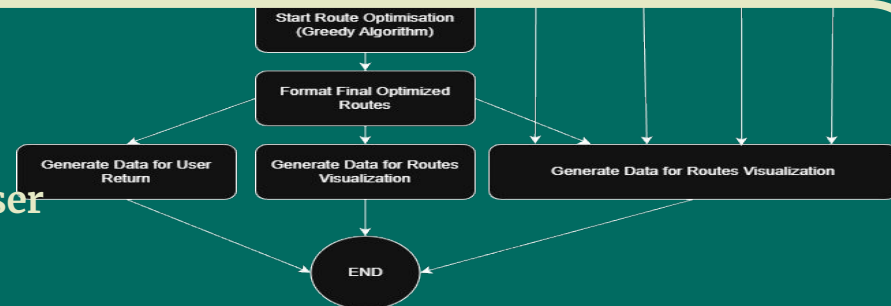 Start Route Optimisation
(Greedy Algorithm)
Format Final Optimized
Routes
Generate Data for User
Return
Generate Data for Routes
Visualization
Generate Data for Routes Visualization
ser
END